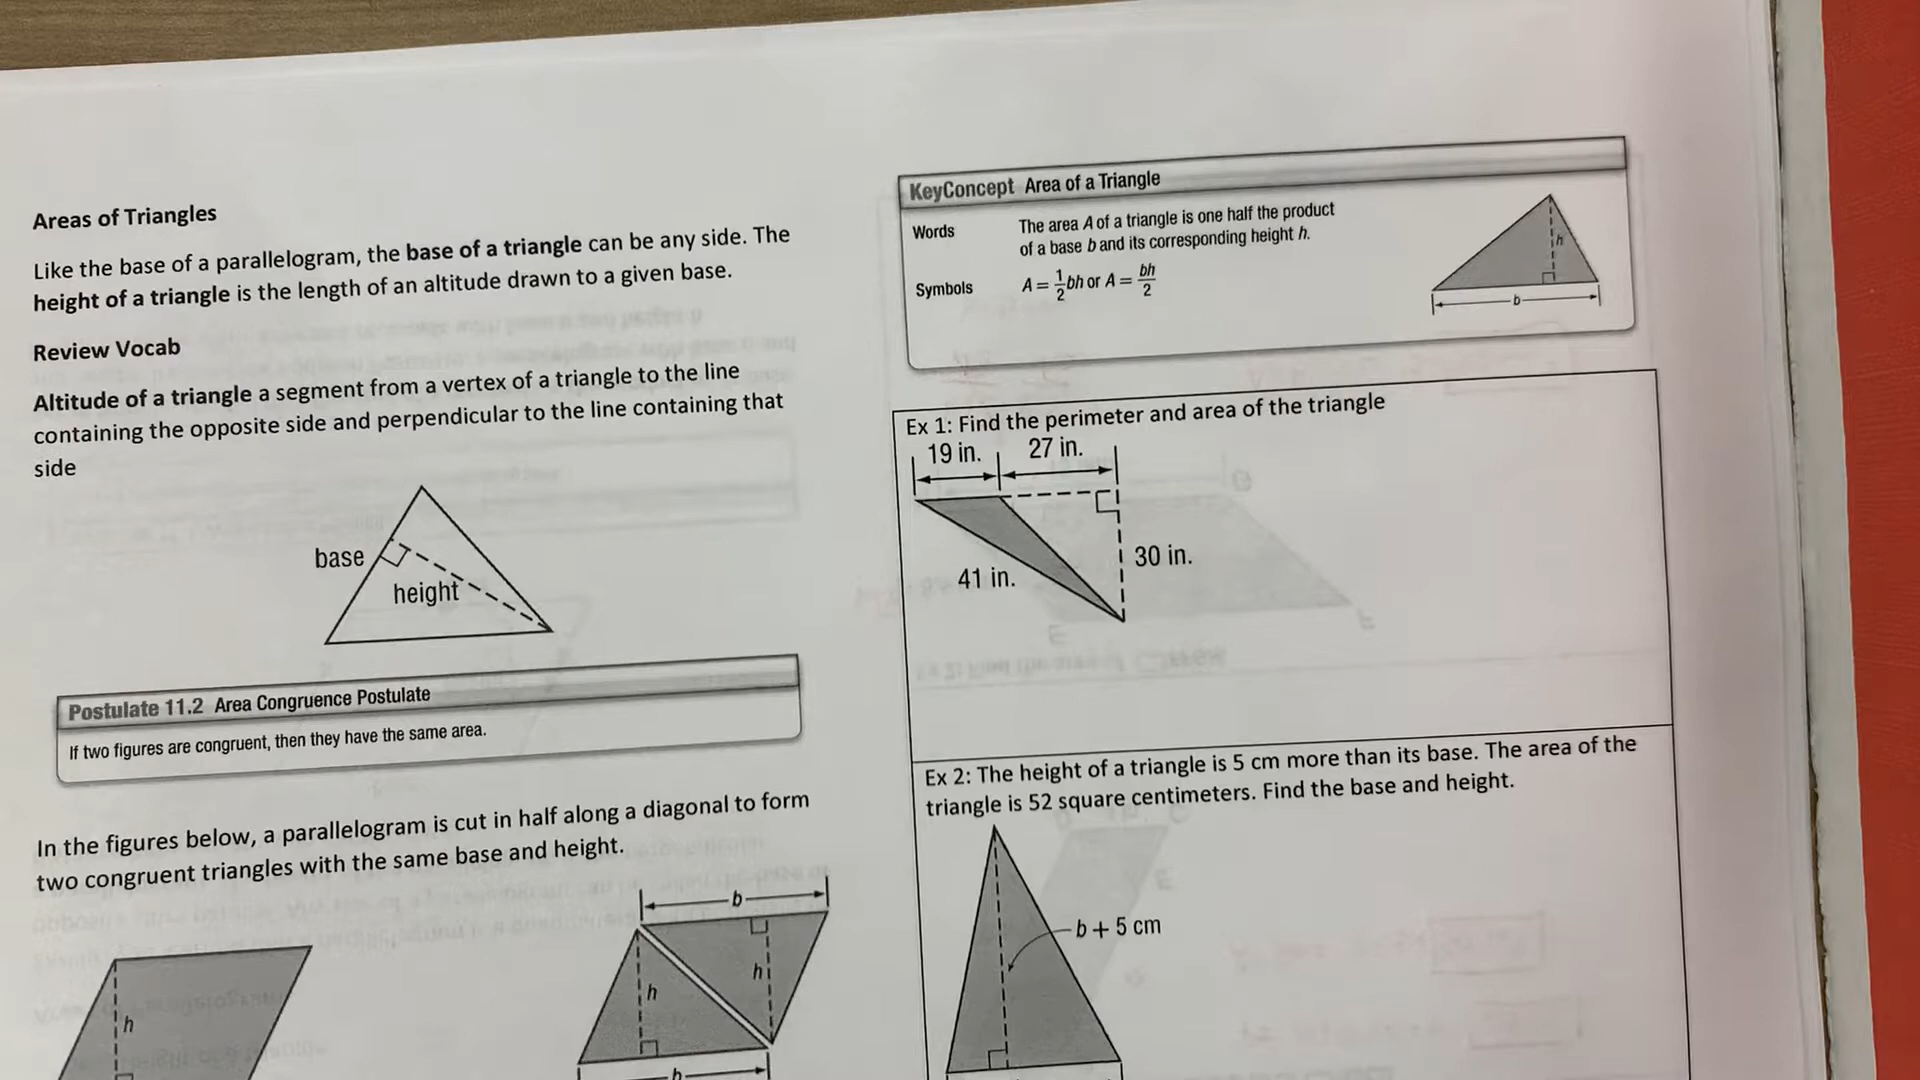 Areas of Triangles
Like the base of a parallelogram, the base of a triangle can be any side. The
height of a triangle is the length of an altitude drawn to a given base.
Review Vocab
Altitude of a triangle a segment from a vertex of a triangle to the line
containing the opposite side and perpendicular to the line containing that
side
base
height
Postulate 11.2 Area Congruence Postulate
If two figures are congruent, then they have the same area.
In the figures below, a parallelogram is cut in half along a diagonal to form
two congruent triangles with the same base and height.
h
b
h
h
b
KeyConcept Area of a Triangle
Words The area A of a triangle is one half the product
of a base b and its corresponding height h.
Symbols A = 1/2 bh or A = bh/2
h
b
Ex 1: Find the perimeter and area of the triangle
19 in. 27 in.
30 in.
41 in.
Ex 2: The height of a triangle is 5 cm more than its base. The area of the
triangle is 52 square centimeters. Find the base and height.
b + 5 cm